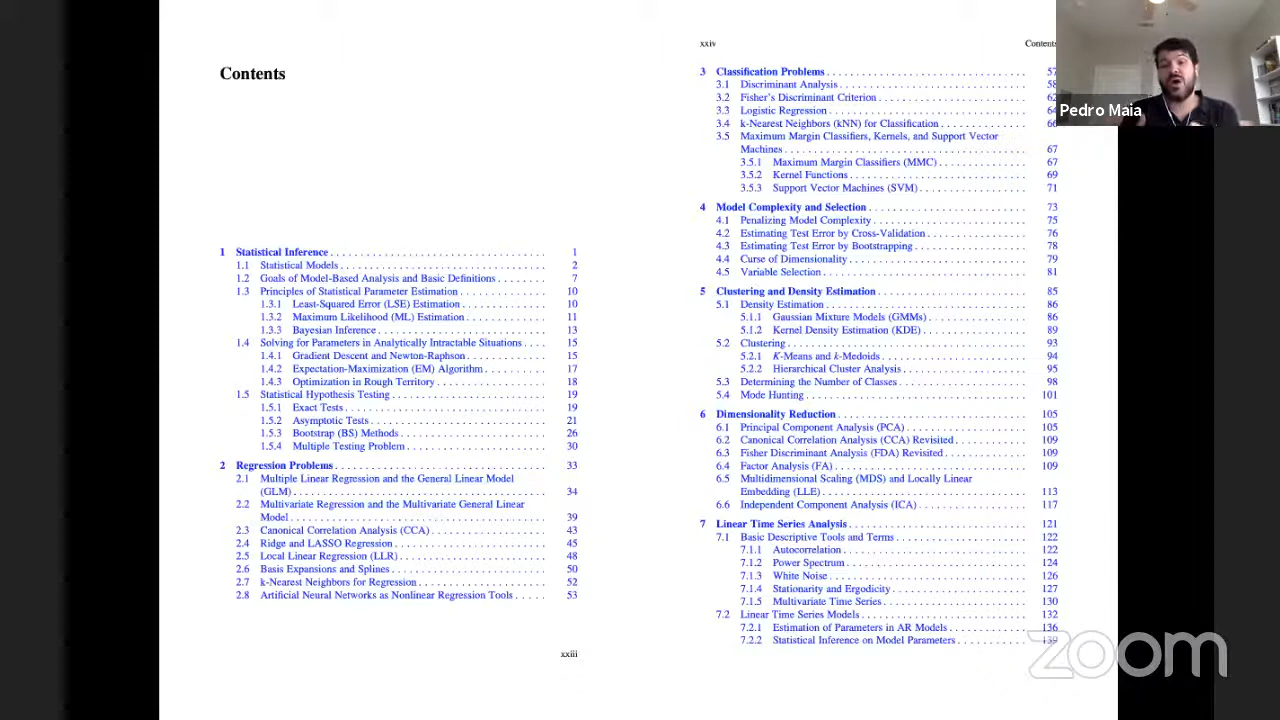 Contents
1 Statistical Inference 1
1.1 Statistical Models 2
1.2 Goals of Model-Based Analysis and Basic Definitions 7
1.3 Principles of Statistical Parameter Estimation 10
1.3.1 Least-Squared Error (LSE) Estimation 10
1.3.2 Maximum Likelihood (ML) Estimation 11
1.3.3 Bayesian Inference 13
1.4 Solving for Parameters in Analytically Intractable Situations 15
1.4.1 Gradient Descent and Newton-Raphson 15
1.4.2 Expectation-Maximization (EM) Algorithm 17
1.4.3 Optimization in Rough Territory 18
1.5 Statistical Hypothesis Testing 19
1.5.1 Exact Tests 19
1.5.2 Asymptotic Tests 21
1.5.3 Bootstrap (BS) Methods 26
1.5.4 Multiple Testing Problem 30
2 Regression Problems 33
2.1 Multiple Linear Regression and the General Linear Model
(GLM) 34
2.2 Multivariate Regression and the Multivariate General Linear
Model 39
2.3 Canonical Correlation Analysis (CCA) 43
2.4 Ridge and LASSO Regression 45
2.5 Local Linear Regression (LLR) 48
2.6 Basis Expansions and Splines 50
2.7 k-Nearest Neighbors for Regression 52
2.8 Artificial Neural Networks as Nonlinear Regression Tools 53
xxiii
xxiv Contents
3 Classification Problems 57
3.1 Discriminant Analysis 58
3.2 Fisher's Discriminant Criterion 62
3.3 Logistic Regression 64
3.4 k-Nearest Neighbors (kNN) for Classification 66
3.5 Maximum Margin Classifiers, Kernels, and Support Vector
Machines 67
3.5.1 Maximum Margin Classifiers (MMC) 67
3.5.2 Kernel Functions 69
3.5.3 Support Vector Machines (SVM) 71
4 Model Complexity and Selection 73
4.1 Penalizing Model Complexity 75
4.2 Estimating Test Error by Cross-Validation 76
4.3 Estimating Test Error by Bootstrapping 78
4.4 Curse of Dimensionality 79
4.5 Variable Selection 81
5 Clustering and Density Estimation 85
5.1 Density Estimation 86
5.1.1 Gaussian Mixture Models (GMMs) 86
5.1.2 Kernel Density Estimation (KDE) 89
5.2 Clustering 93
5.2.1 K-Means and k-Medoids 94
5.2.2 Hierarchical Cluster Analysis 95
5.3 Determining the Number of Classes 98
5.4 Mode Hunting 101
6 Dimensionality Reduction 105
6.1 Principal Component Analysis (PCA) 105
6.2 Canonical Correlation Analysis (CCA) Revisited 109
6.3 Fisher Discriminant Analysis (FDA) Revisited 109
6.4 Factor Analysis (FA) 109
6.5 Multidimensional Scaling (MDS) and Locally Linear
Embedding (LLE) 113
6.6 Independent Component Analysis (ICA) 117
7 Linear Time Series Analysis 121
7.1 Basic Descriptive Tools and Terms 122
7.1.1 Autocorrelation 122
7.1.2 Power Spectrum 124
7.1.3 White Noise 126
7.1.4 Stationarity and Ergodicity 127
7.1.5 Multivariate Time Series 130
7.2 Linear Time Series Models 132
7.2.1 Estimation of Parameters in AR Models 136
7.2.2 Statistical Inference on Model Parameters 139
Pedro Maia
zoom